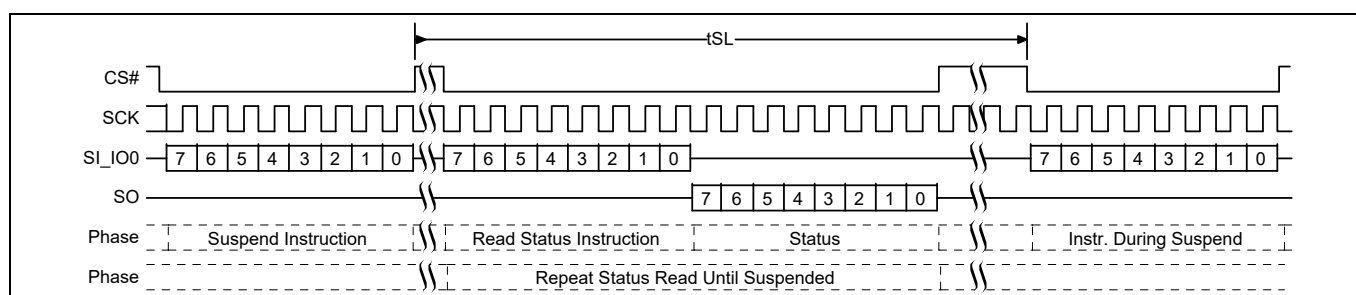 tSL
CS#
SCK
SI_IO0 7 6 5 4 3 2 1 0 7 6 5 4 3 2 1 0 7 6 5 4 3 2 1 0
SO 7 6 5 4 3 2 1 0
Phase Suspend Instruction Read Status Instruction Status Instr. During Suspend
Phase Repeat Status Read Until Suspended